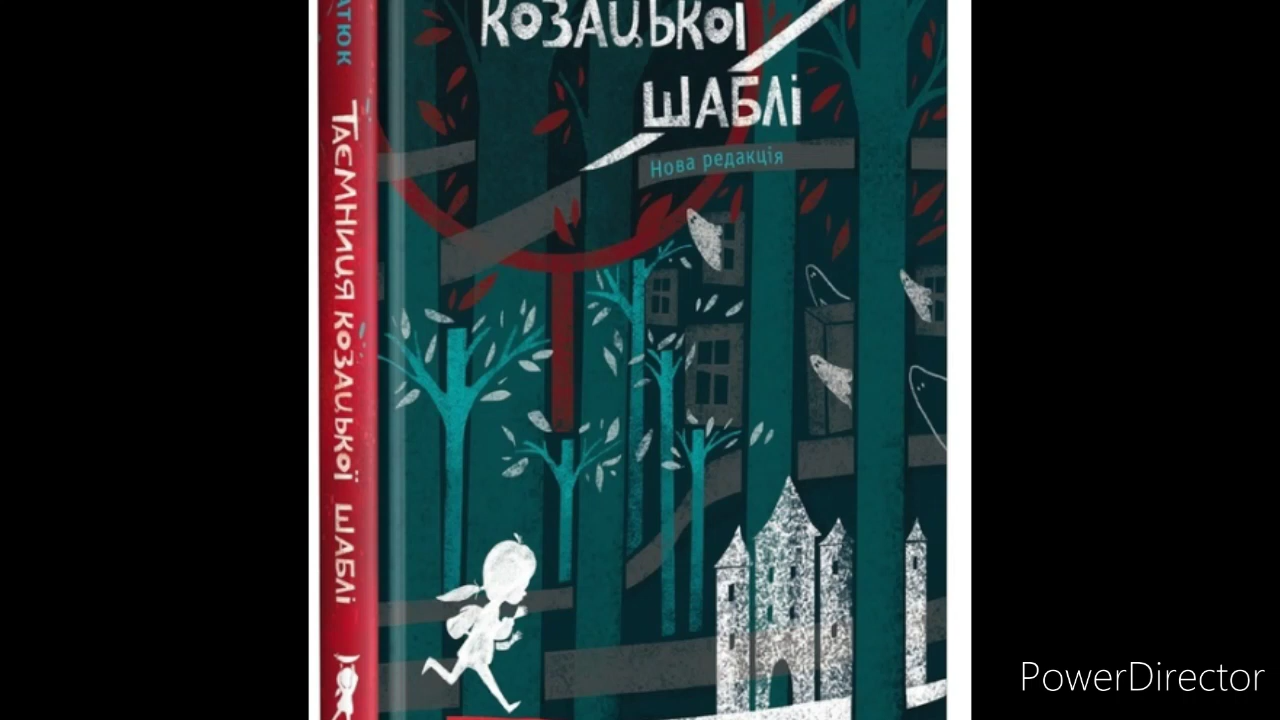 КОЗАЦЬКОЇ
ШАБЛІ
Нова редакція
ТАЄМНИЦЯ КОЗАЦЬКОЇ ШАБЛІ
PowerDirector